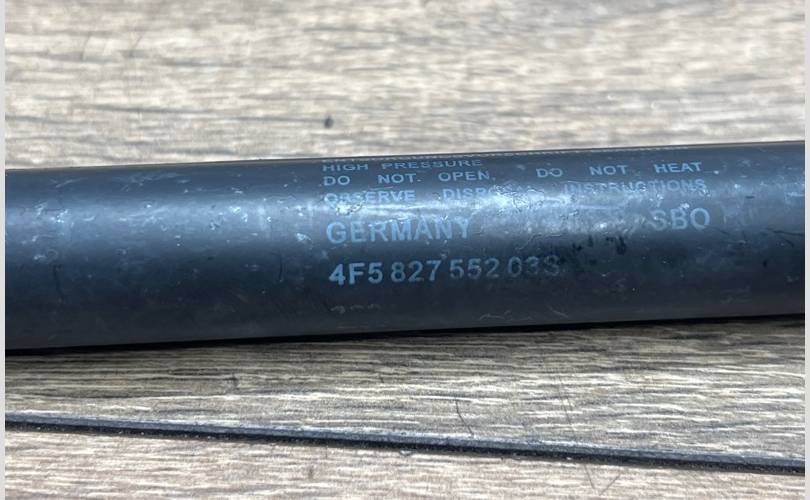 HIGH PRESSURE
DO NOT OPEN, DO NOT HEAT
OBSERVE DISPOSAL INSTRUCTIONS
GERMANY SBO
4F5 827 552 03S